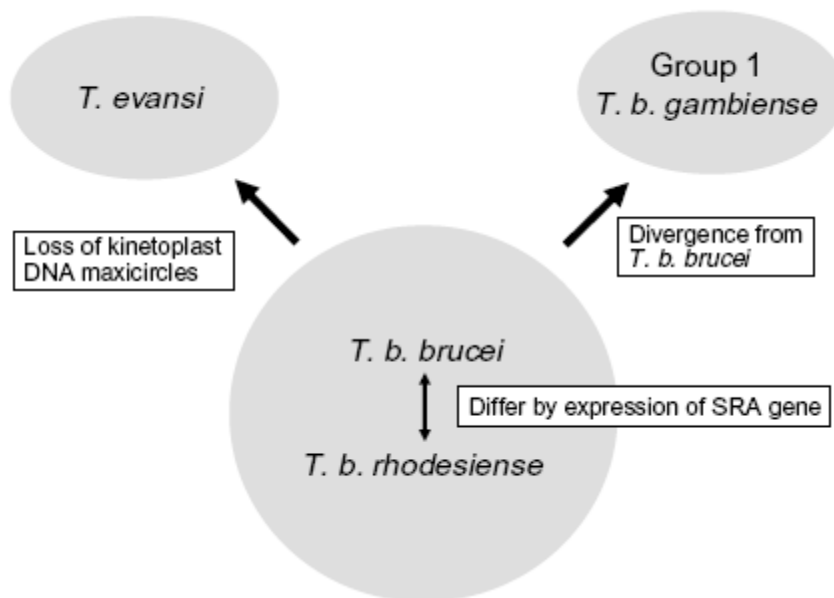 T. evansi
Group 1
T. b. gambiense
Loss of kinetoplast
DNA maxicircles
Divergence from
T. b. brucei
T. b. brucei
Differ by expression of SRA gene
T. b. rhodesiense